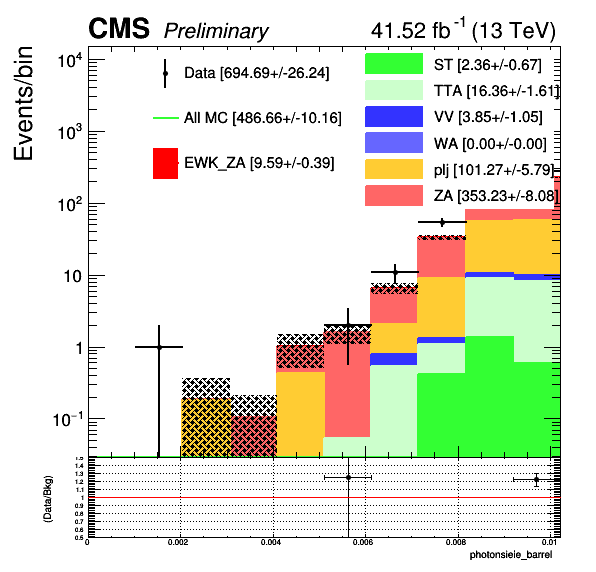 CMS Preliminary 41.52 fb⁻¹ (13 TeV)
Events/bin
10⁴
10³
10²
10
1
10⁻¹
Data [694.69+/-26.24]
All MC [486.66+/-10.16]
EWK_ZA [9.59+/-0.39]
ST [2.36+/-0.67]
TTA [16.36+/-1.61]
VV [3.85+/-1.05]
WA [0.00+/-0.00]
plj [101.27+/-5.79]
ZA [353.23+/-8.08]
(Data/Bkg)
1.5
1.4
1.3
1.2
1.1
1
0.9
0.8
0.7
0.6
0.5
0 0.002 0.004 0.006 0.008 0.01
photonsieie_barrel